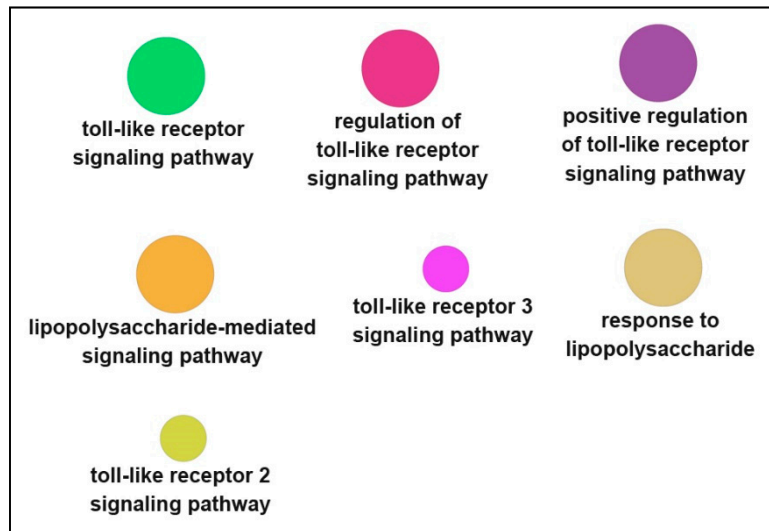 toll-like receptor
signaling pathway
regulation of
toll-like receptor
signaling pathway
positive regulation
of toll-like receptor
signaling pathway
lipopolysaccharide-mediated
signaling pathway
toll-like receptor 3
signaling pathway
response to
lipopolysaccharide
toll-like receptor 2
signaling pathway